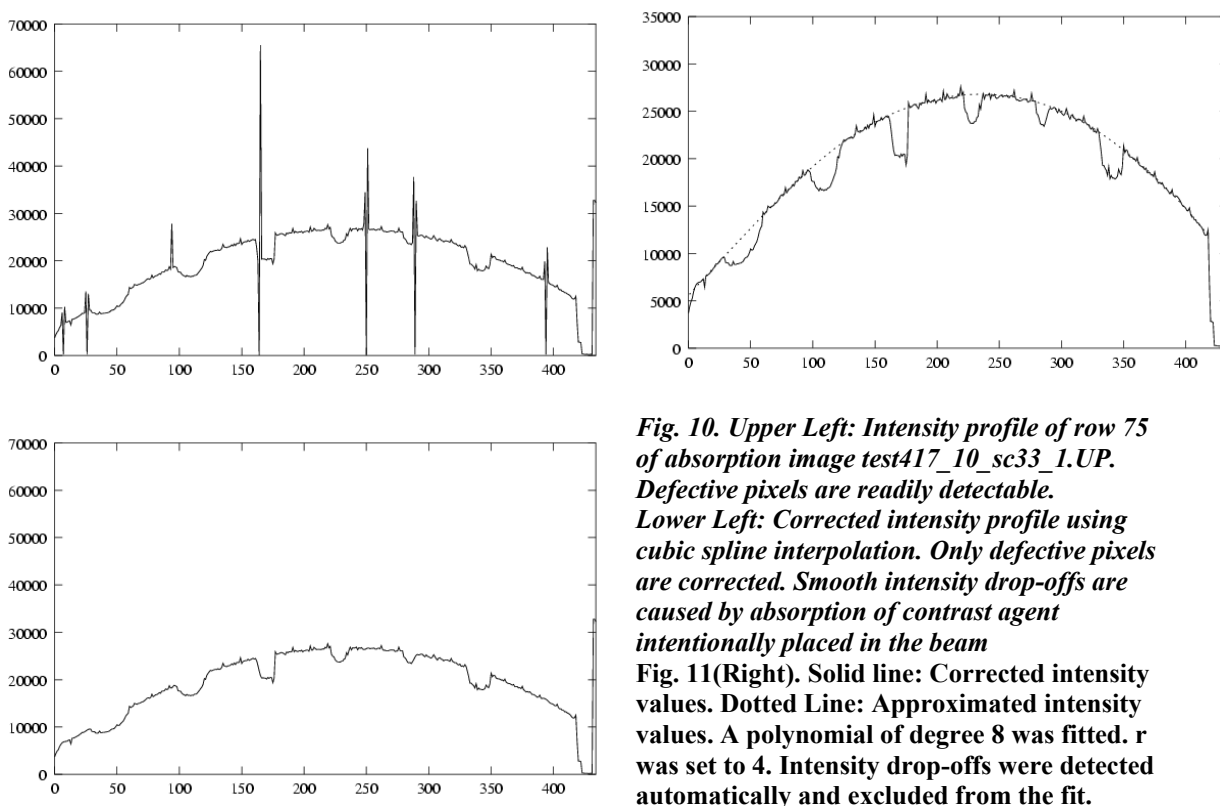 70000
60000
50000
40000
30000
20000
10000
0
0 50 100 150 200 250 300 350 400
35000
30000
25000
20000
15000
10000
5000
0
0 50 100 150 200 250 300 350 400
70000
60000
50000
40000
30000
20000
10000
0
0 50 100 150 200 250 300 350 400
Fig. 10. Upper Left: Intensity profile of row 75
of absorption image test417_10_sc33_1.UP.
Defective pixels are readily detectable.
Lower Left: Corrected intensity profile using
cubic spline interpolation. Only defective pixels
are corrected. Smooth intensity drop-offs are
caused by absorption of contrast agent
intentionally placed in the beam
Fig. 11(Right). Solid line: Corrected intensity
values. Dotted Line: Approximated intensity
values. A polynomial of degree 8 was fitted. r
was set to 4. Intensity drop-offs were detected
automatically and excluded from the fit.